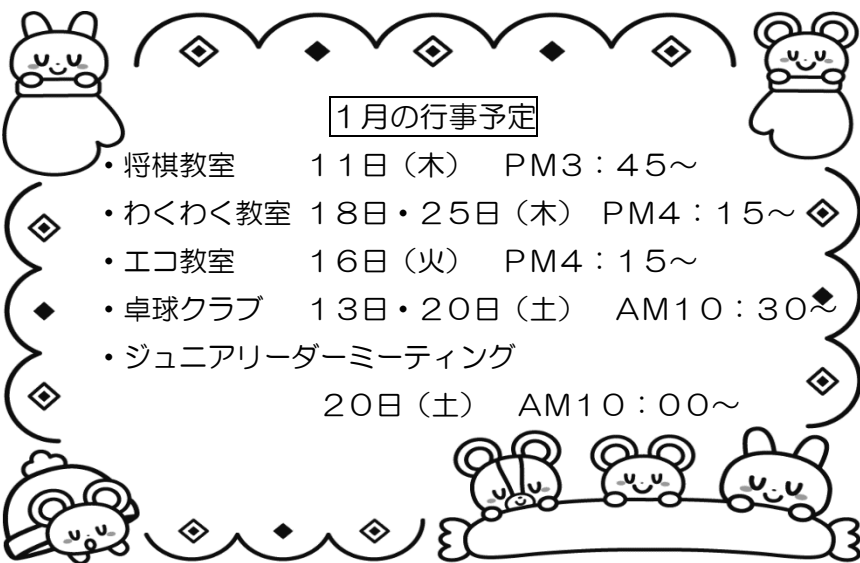 １月の行事予定
・将棋教室　　１１日（木）　ＰＭ３：４５～
・わくわく教室 １８日・２５日（木）　ＰＭ４：１５～
・エコ教室　　１６日（火）　ＰＭ４：１５～
・卓球クラブ　１３日・２０日（土）　ＡＭ１０：３０～
・ジュニアリーダーミーティング
２０日（土）　ＡＭ１０：００～